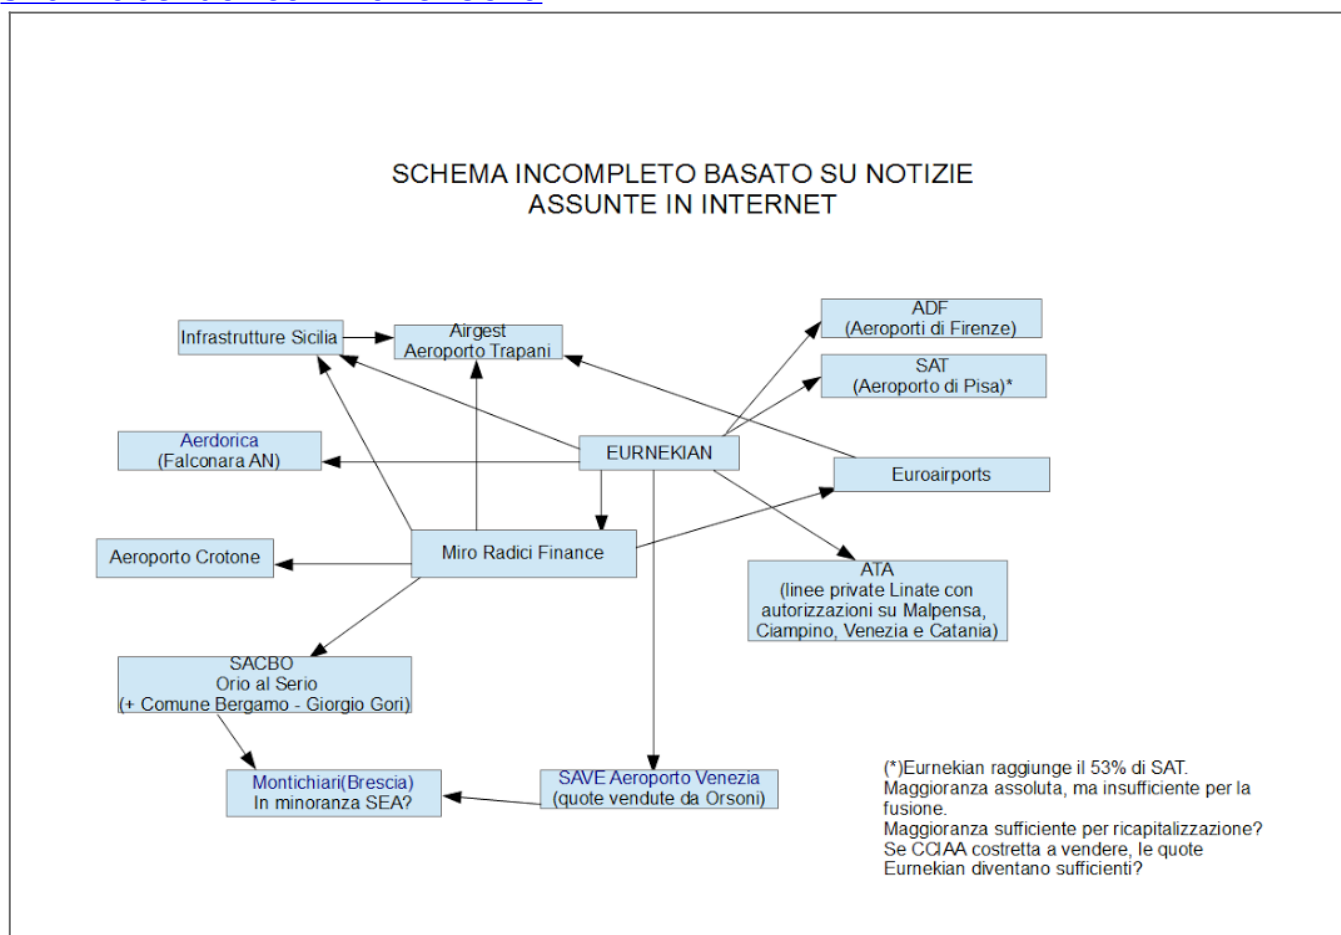 SCHEMA INCOMPLETO BASATO SU NOTIZIE
ASSUNTE IN INTERNET
ADF
(Aeroporti di Firenze)
Infrastrutture Sicilia
Airgest
Aeroporto Trapani
SAT
(Aeroporto di Pisa)*
Aerdorica
(Falconara AN)
EURNEKIAN
Euroairports
Aeroporto Crotone
Miro Radici Finance
ATA
(linee private Linate con
autorizzazioni su Malpensa,
Ciampino, Venezia e Catania)
SACBO
Orio al Serio
(+ Comune Bergamo - Giorgio Gori)
Montichiari(Brescia)
In minoranza SEA?
SAVE Aeroporto Venezia
(quote vendute da Orsoni)
(*)Eurnekian raggiunge il 53% di SAT.
Maggioranza assoluta, ma insufficiente per la
fusione.
Maggioranza sufficiente per ricapitalizzazione?
Se CCIAA costretta a vendere, le quote
Eurnekian diventano sufficienti?